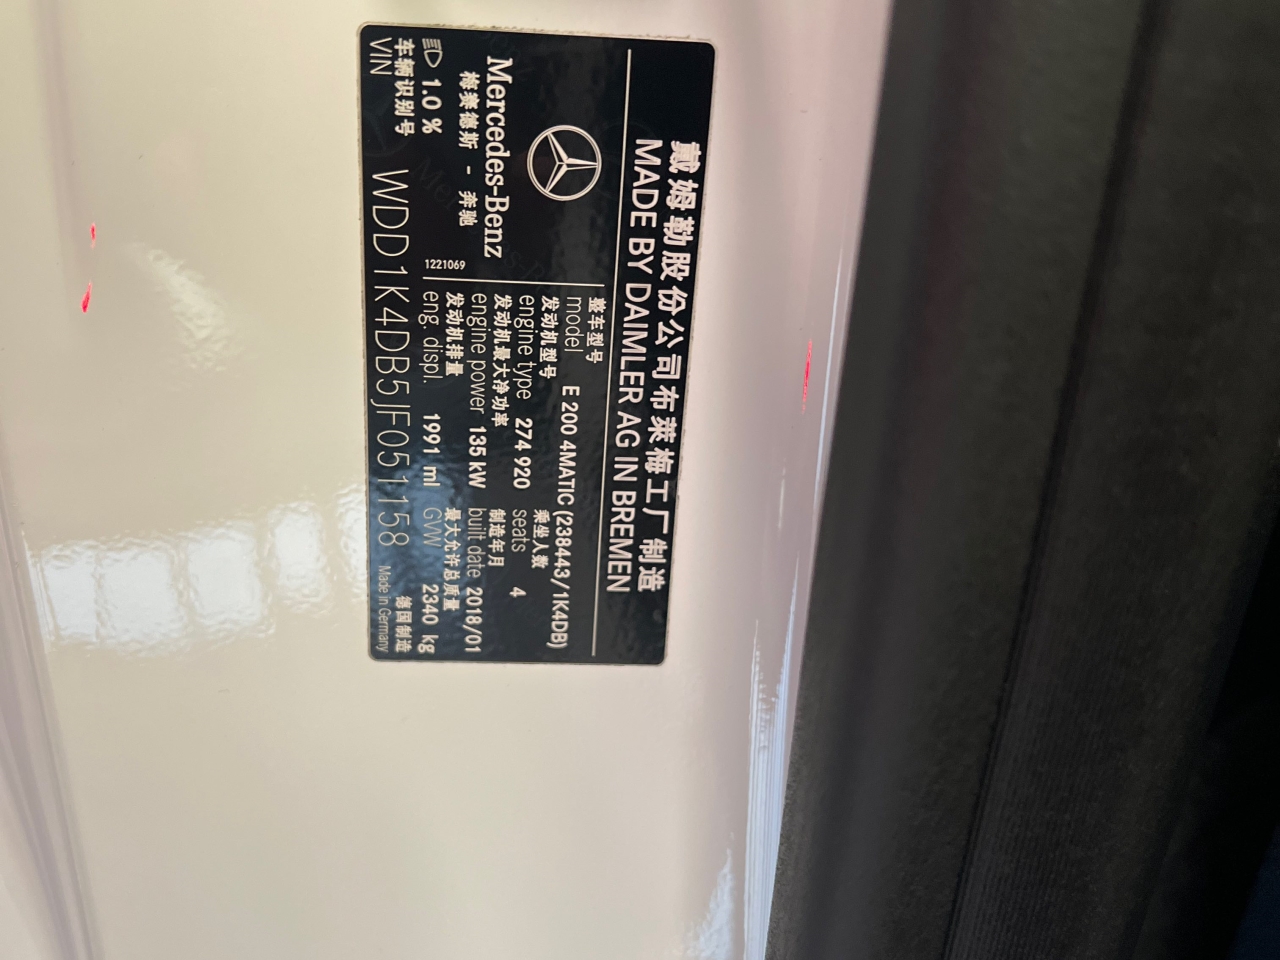 戴姆勒股份公司布莱梅工厂制造
MADE BY DAIMLER AG IN BREMEN
Mercedes-Benz
梅赛德斯 - 奔驰
1.0 %
1221069
整车型号
model E 200 4MATIC (238443/1K4DB)
发动机型号 乘坐人数
engine type 274 920 seats 4
发动机最大净功率 制造年月
engine power 135 kW built date 2018/01
发动机排量 最大允许总质量
eng. displ. 1991 ml GVW 2340 kg
车辆识别号 德国制造
VIN WDD1K4DB5JF051158 Made in Germany